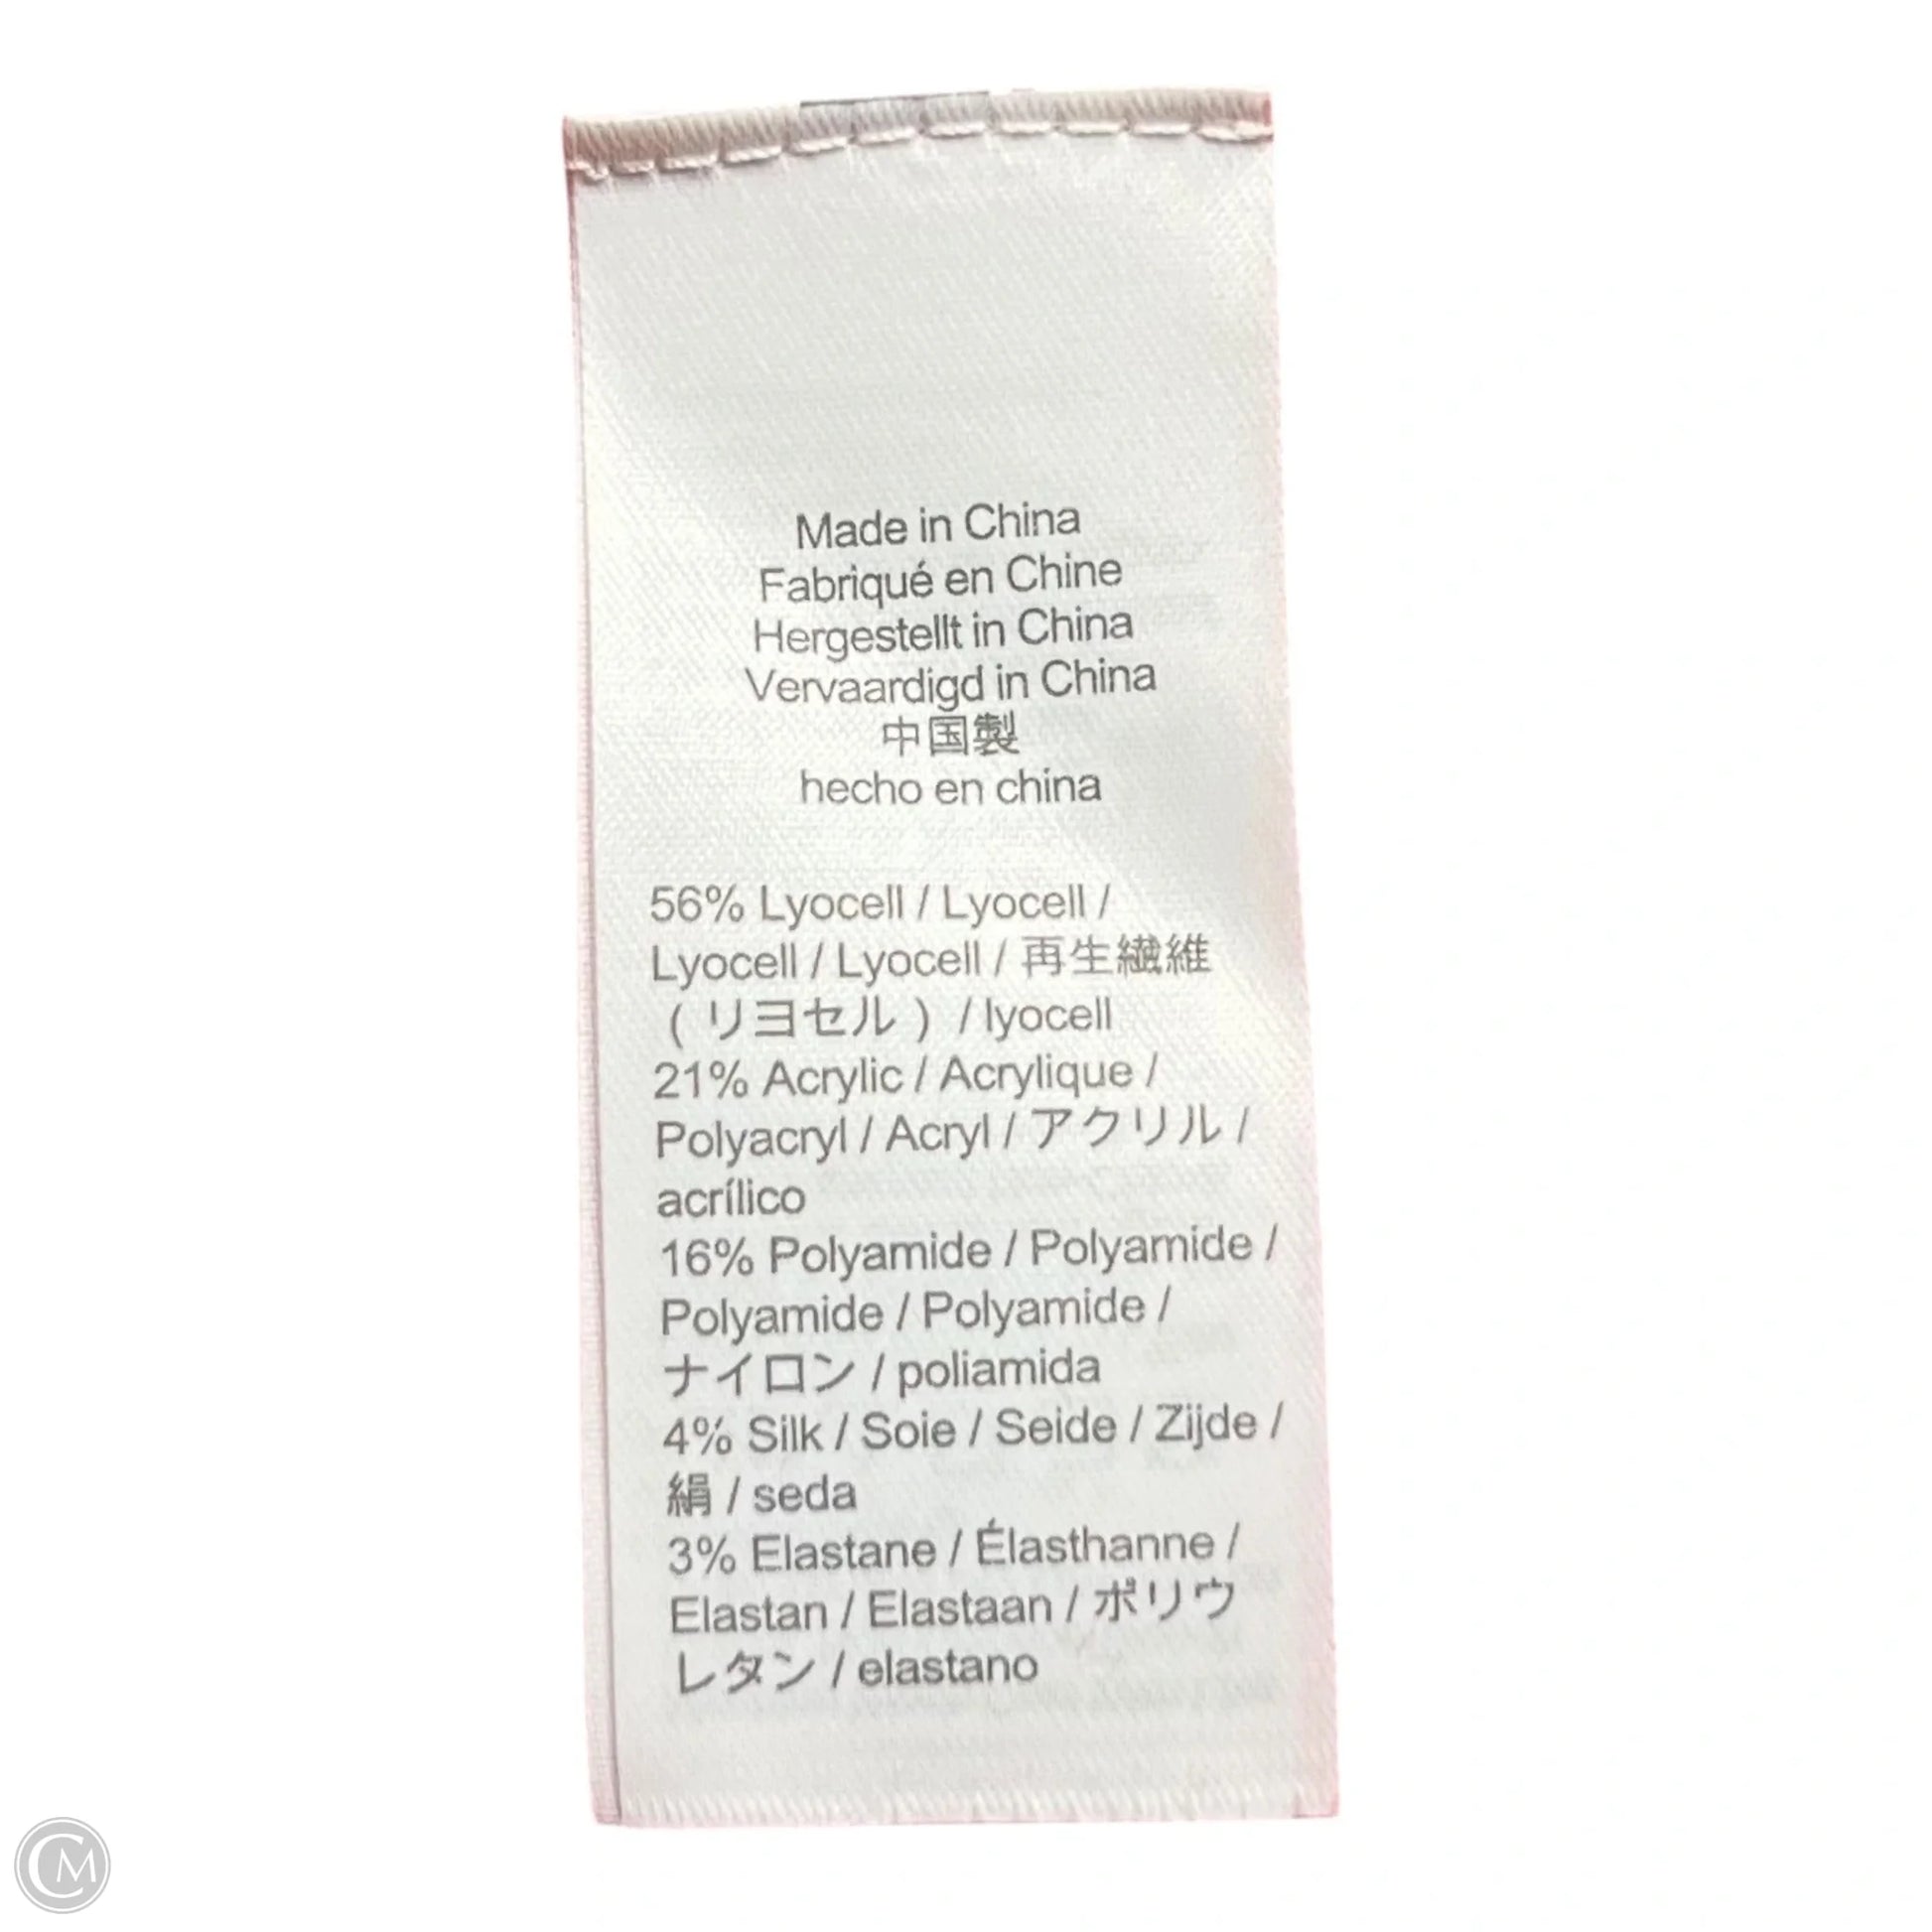 Made in China
Fabriqué en Chine
Hergestellt in China
Vervaardigd in China
中国製
hecho en china
56% Lyocell / Lyocell /
Lyocell / Lyocell / 再生繊維
( リヨセル ) / lyocell
21% Acrylic / Acrylique /
Polyacryl / Acryl / アクリル /
acrílico
16% Polyamide / Polyamide /
Polyamide / Polyamide /
ナイロン / poliamida
4% Silk / Soie / Seide / Zijde /
絹 / seda
3% Elastane / Élasthanne /
Elastan / Elastaan / ポリウ
レタン / elastano
CM